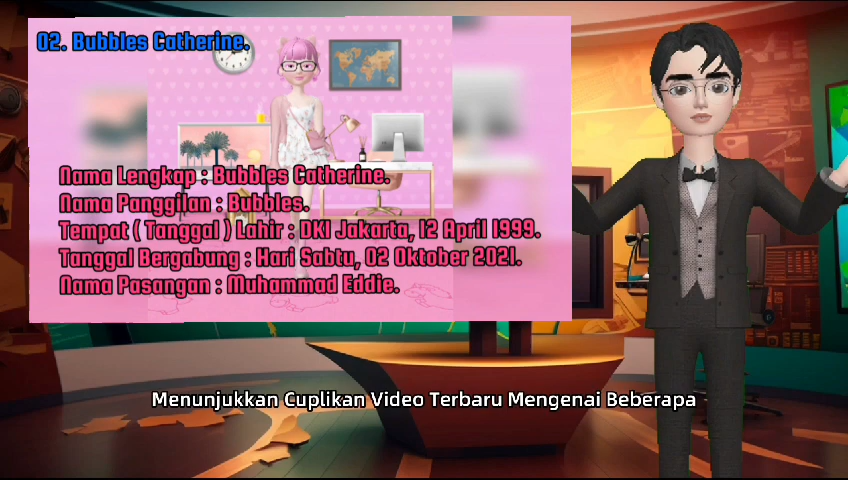 02. Bubbles Catherine.
Nama Lengkap : Bubbles Catherine.
Nama Panggilan : Bubbles.
Tempat ( Tanggal ) Lahir : DKI Jakarta, 12 April 1999.
Tanggal Bergabung : Hari Sabtu, 02 Oktober 2021.
Nama Pasangan : Muhammad Eddie.
Menunjukkan Cuplikan Video Terbaru Mengenai Beberapa